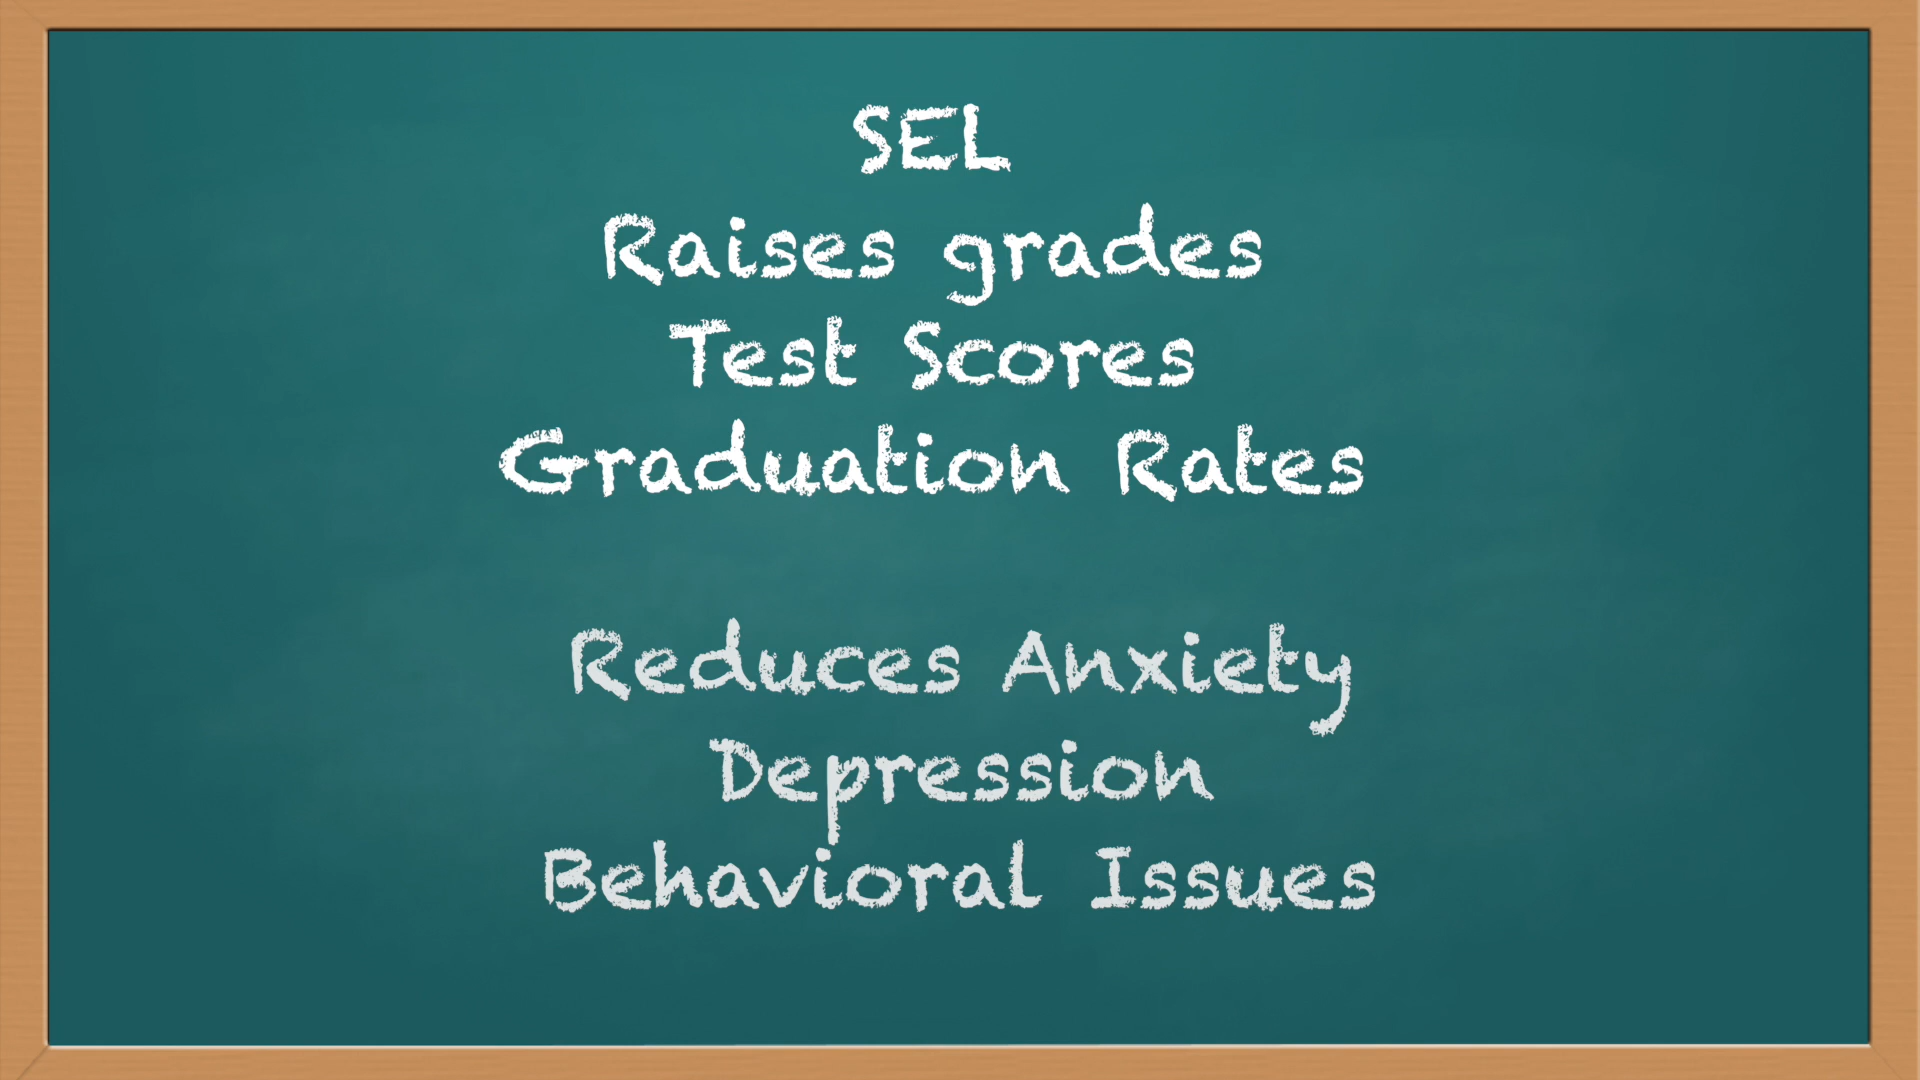 SEL
Raises grades
Test Scores
Graduation Rates
Reduces Anxiety
Depression
Behavioral Issues